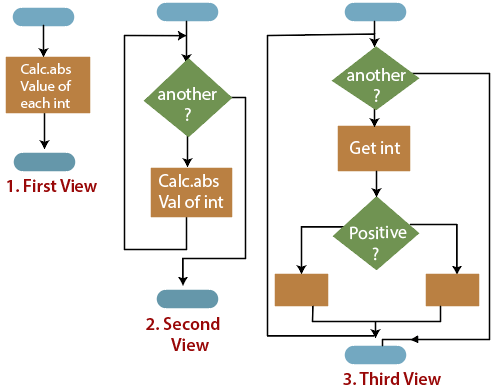 Calc.abs
Value of
each int
1. First View
another
?
Calc.abs
Val of int
2. Second
View
another
?
Get int
Positive
?
3. Third View